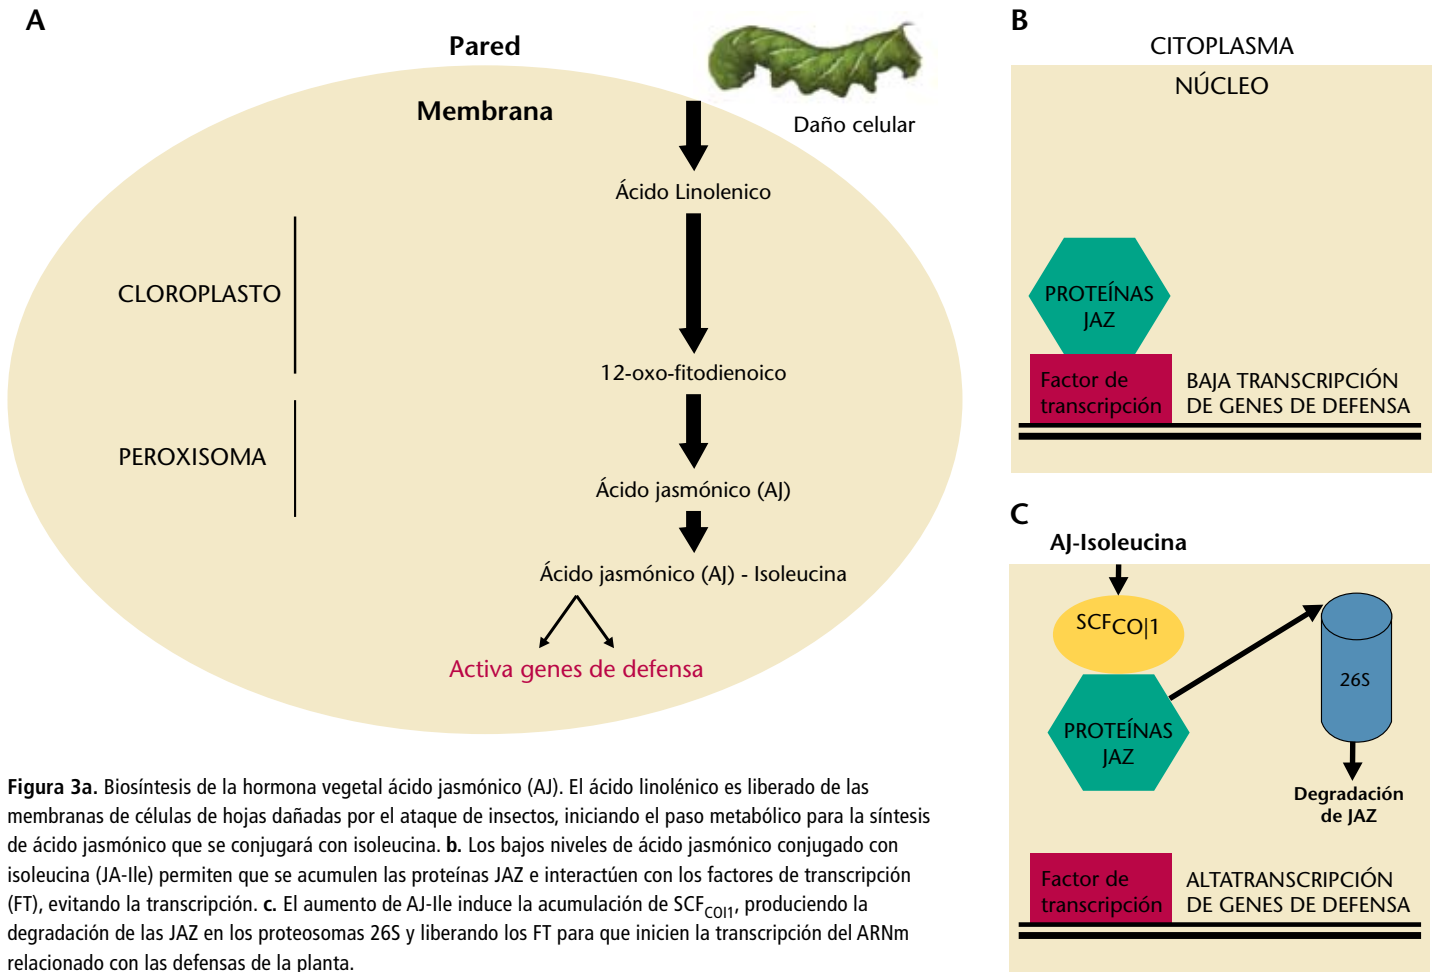 A
Pared
Membrana
Daño celular
Ácido Linolenico
CLOROPLASTO
12-oxo-fitodienoico
PEROXISOMA
Ácido jasmónico (AJ)
Ácido jasmónico (AJ) - Isoleucina
Activa genes de defensa
B
CITOPLASMA
NÚCLEO
PROTEÍNAS
JAZ
Factor de
transcripción
BAJA TRANSCRIPCIÓN
DE GENES DE DEFENSA
C
AJ-Isoleucina
SCFCO|1
PROTEÍNAS
JAZ
26S
Degradación
de JAZ
Factor de
transcripción
ALTATRANSCRIPCIÓN
DE GENES DE DEFENSA
Figura 3a. Biosíntesis de la hormona vegetal ácido jasmónico (AJ). El ácido linolénico es liberado de las
membranas de células de hojas dañadas por el ataque de insectos, iniciando el paso metabólico para la síntesis
de ácido jasmónico que se conjugará con isoleucina. b. Los bajos niveles de ácido jasmónico conjugado con
isoleucina (JA-Ile) permiten que se acumulen las proteínas JAZ e interactúen con los factores de transcripción
(FT), evitando la transcripción. c. El aumento de AJ-Ile induce la acumulación de SCFCOI1, produciendo la
degradación de las JAZ en los proteosomas 26S y liberando los FT para que inicien la transcripción del ARNm
relacionado con las defensas de la planta.